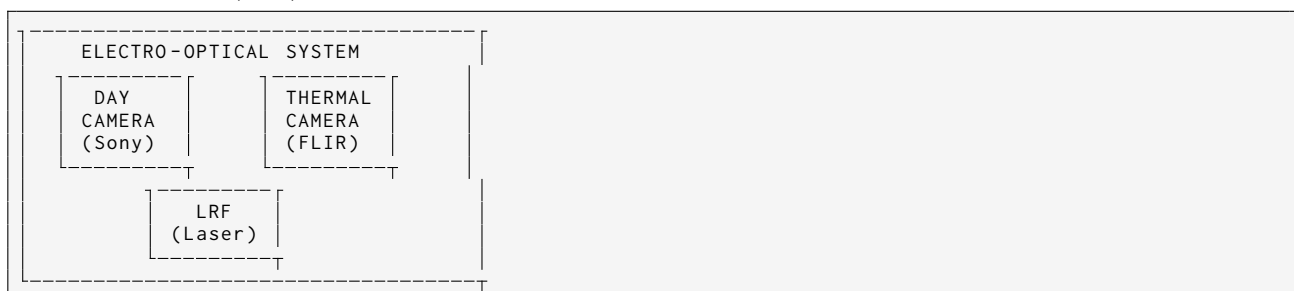 ELECTRO-OPTICAL SYSTEM
DAY THERMAL
CAMERA CAMERA
(Sony) (FLIR)
LRF
(Laser)